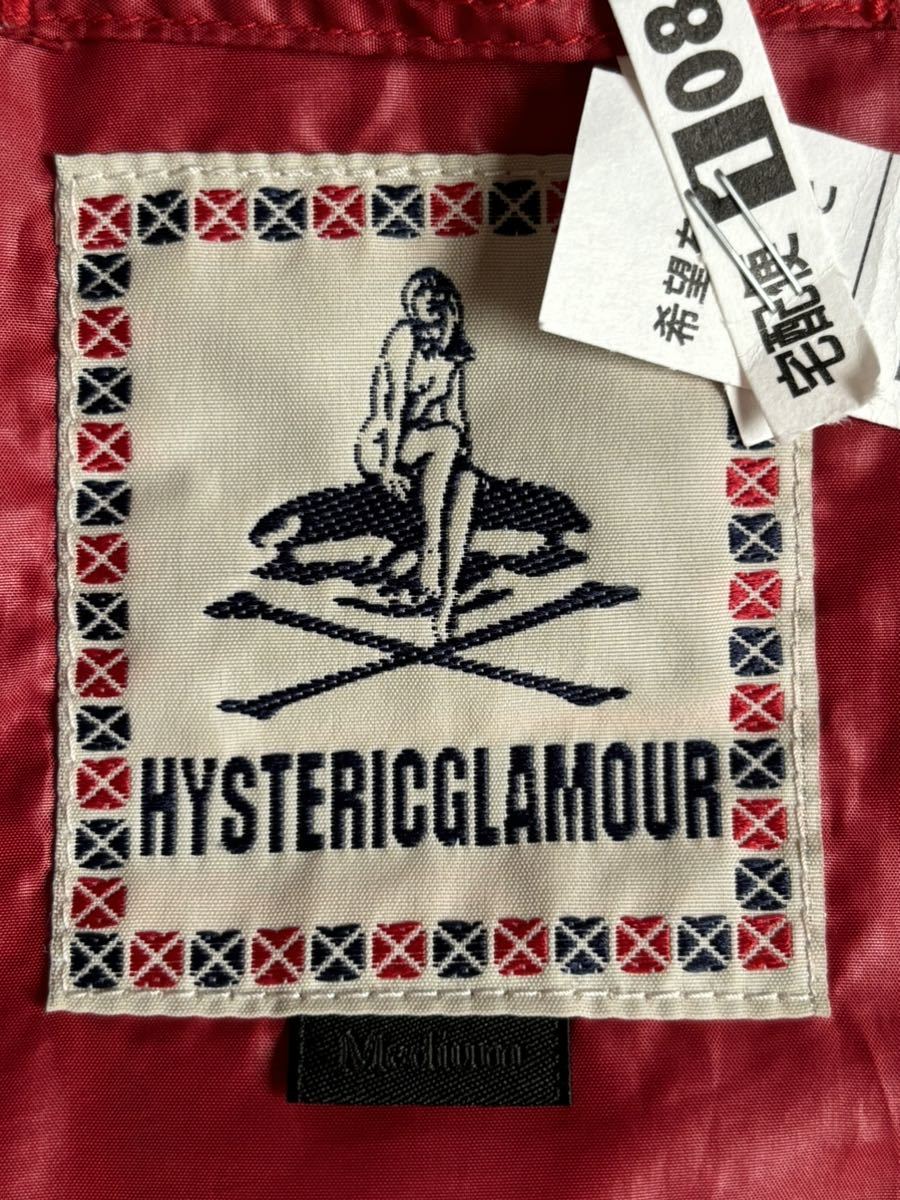 108
宅配便
希望
HYSTERICGLAMOUR
Medium